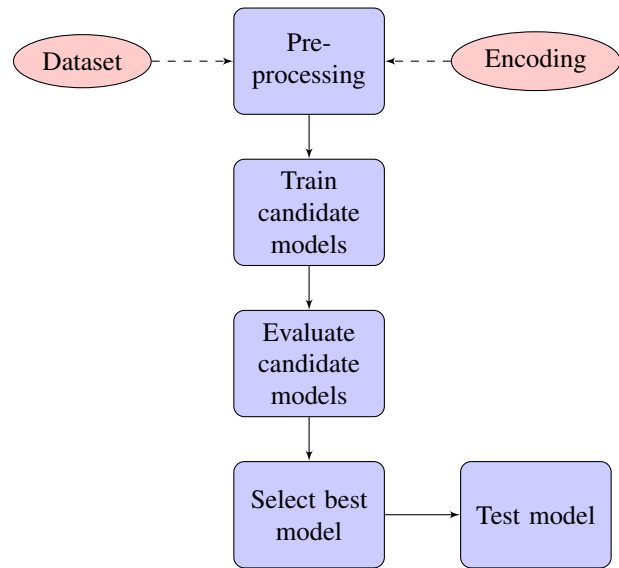 Dataset
Pre-
processing
Encoding
Train
candidate
models
Evaluate
candidate
models
Select best
model
Test model